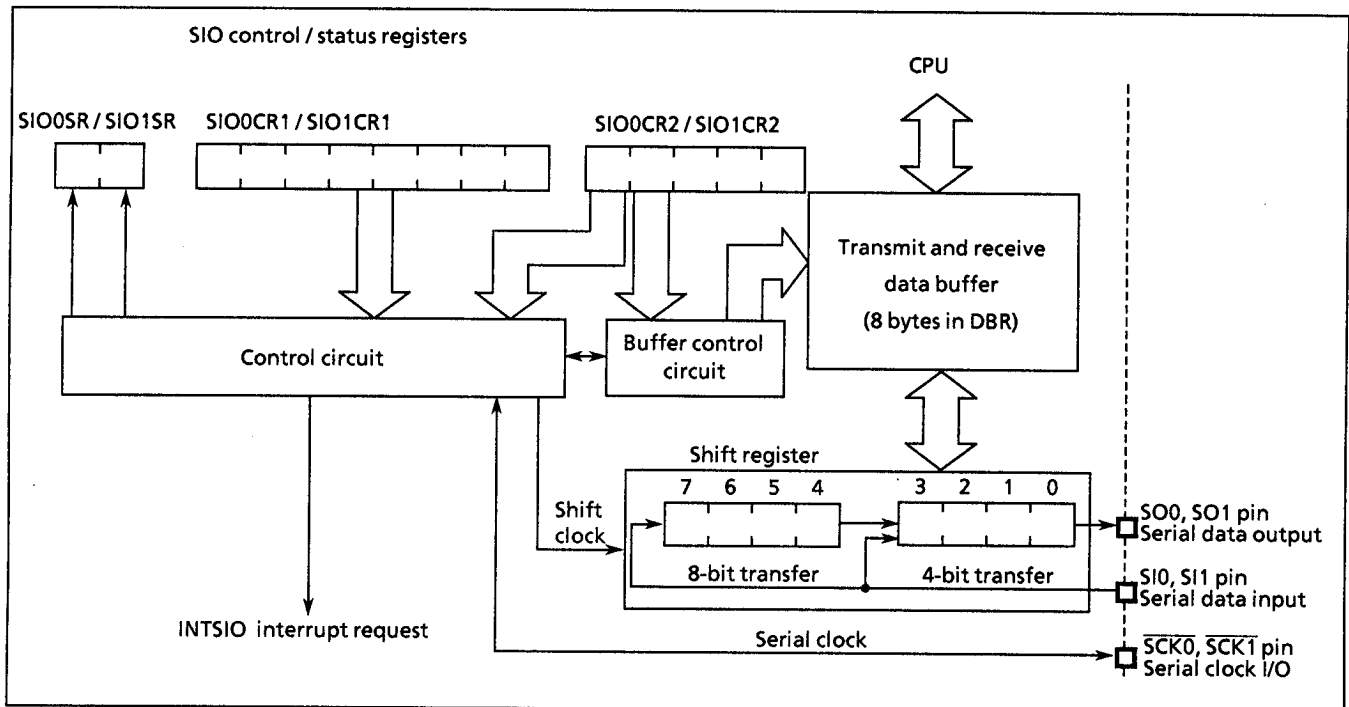 SIO control / status registers
CPU
SIO0SR / SIO1SR
SIO0CR1 / SIO1CR1
SIO0CR2 / SIO1CR2
Transmit and receive
data buffer
(8 bytes in DBR)
Control circuit
Buffer control
circuit
Shift register
7 6 5 4 3 2 1 0
Shift
clock
8-bit transfer
4-bit transfer
SO0, SO1 pin
Serial data output
SI0, SI1 pin
Serial data input
INTSIO interrupt request
Serial clock
SCK0, SCK1 pin
Serial clock I/O